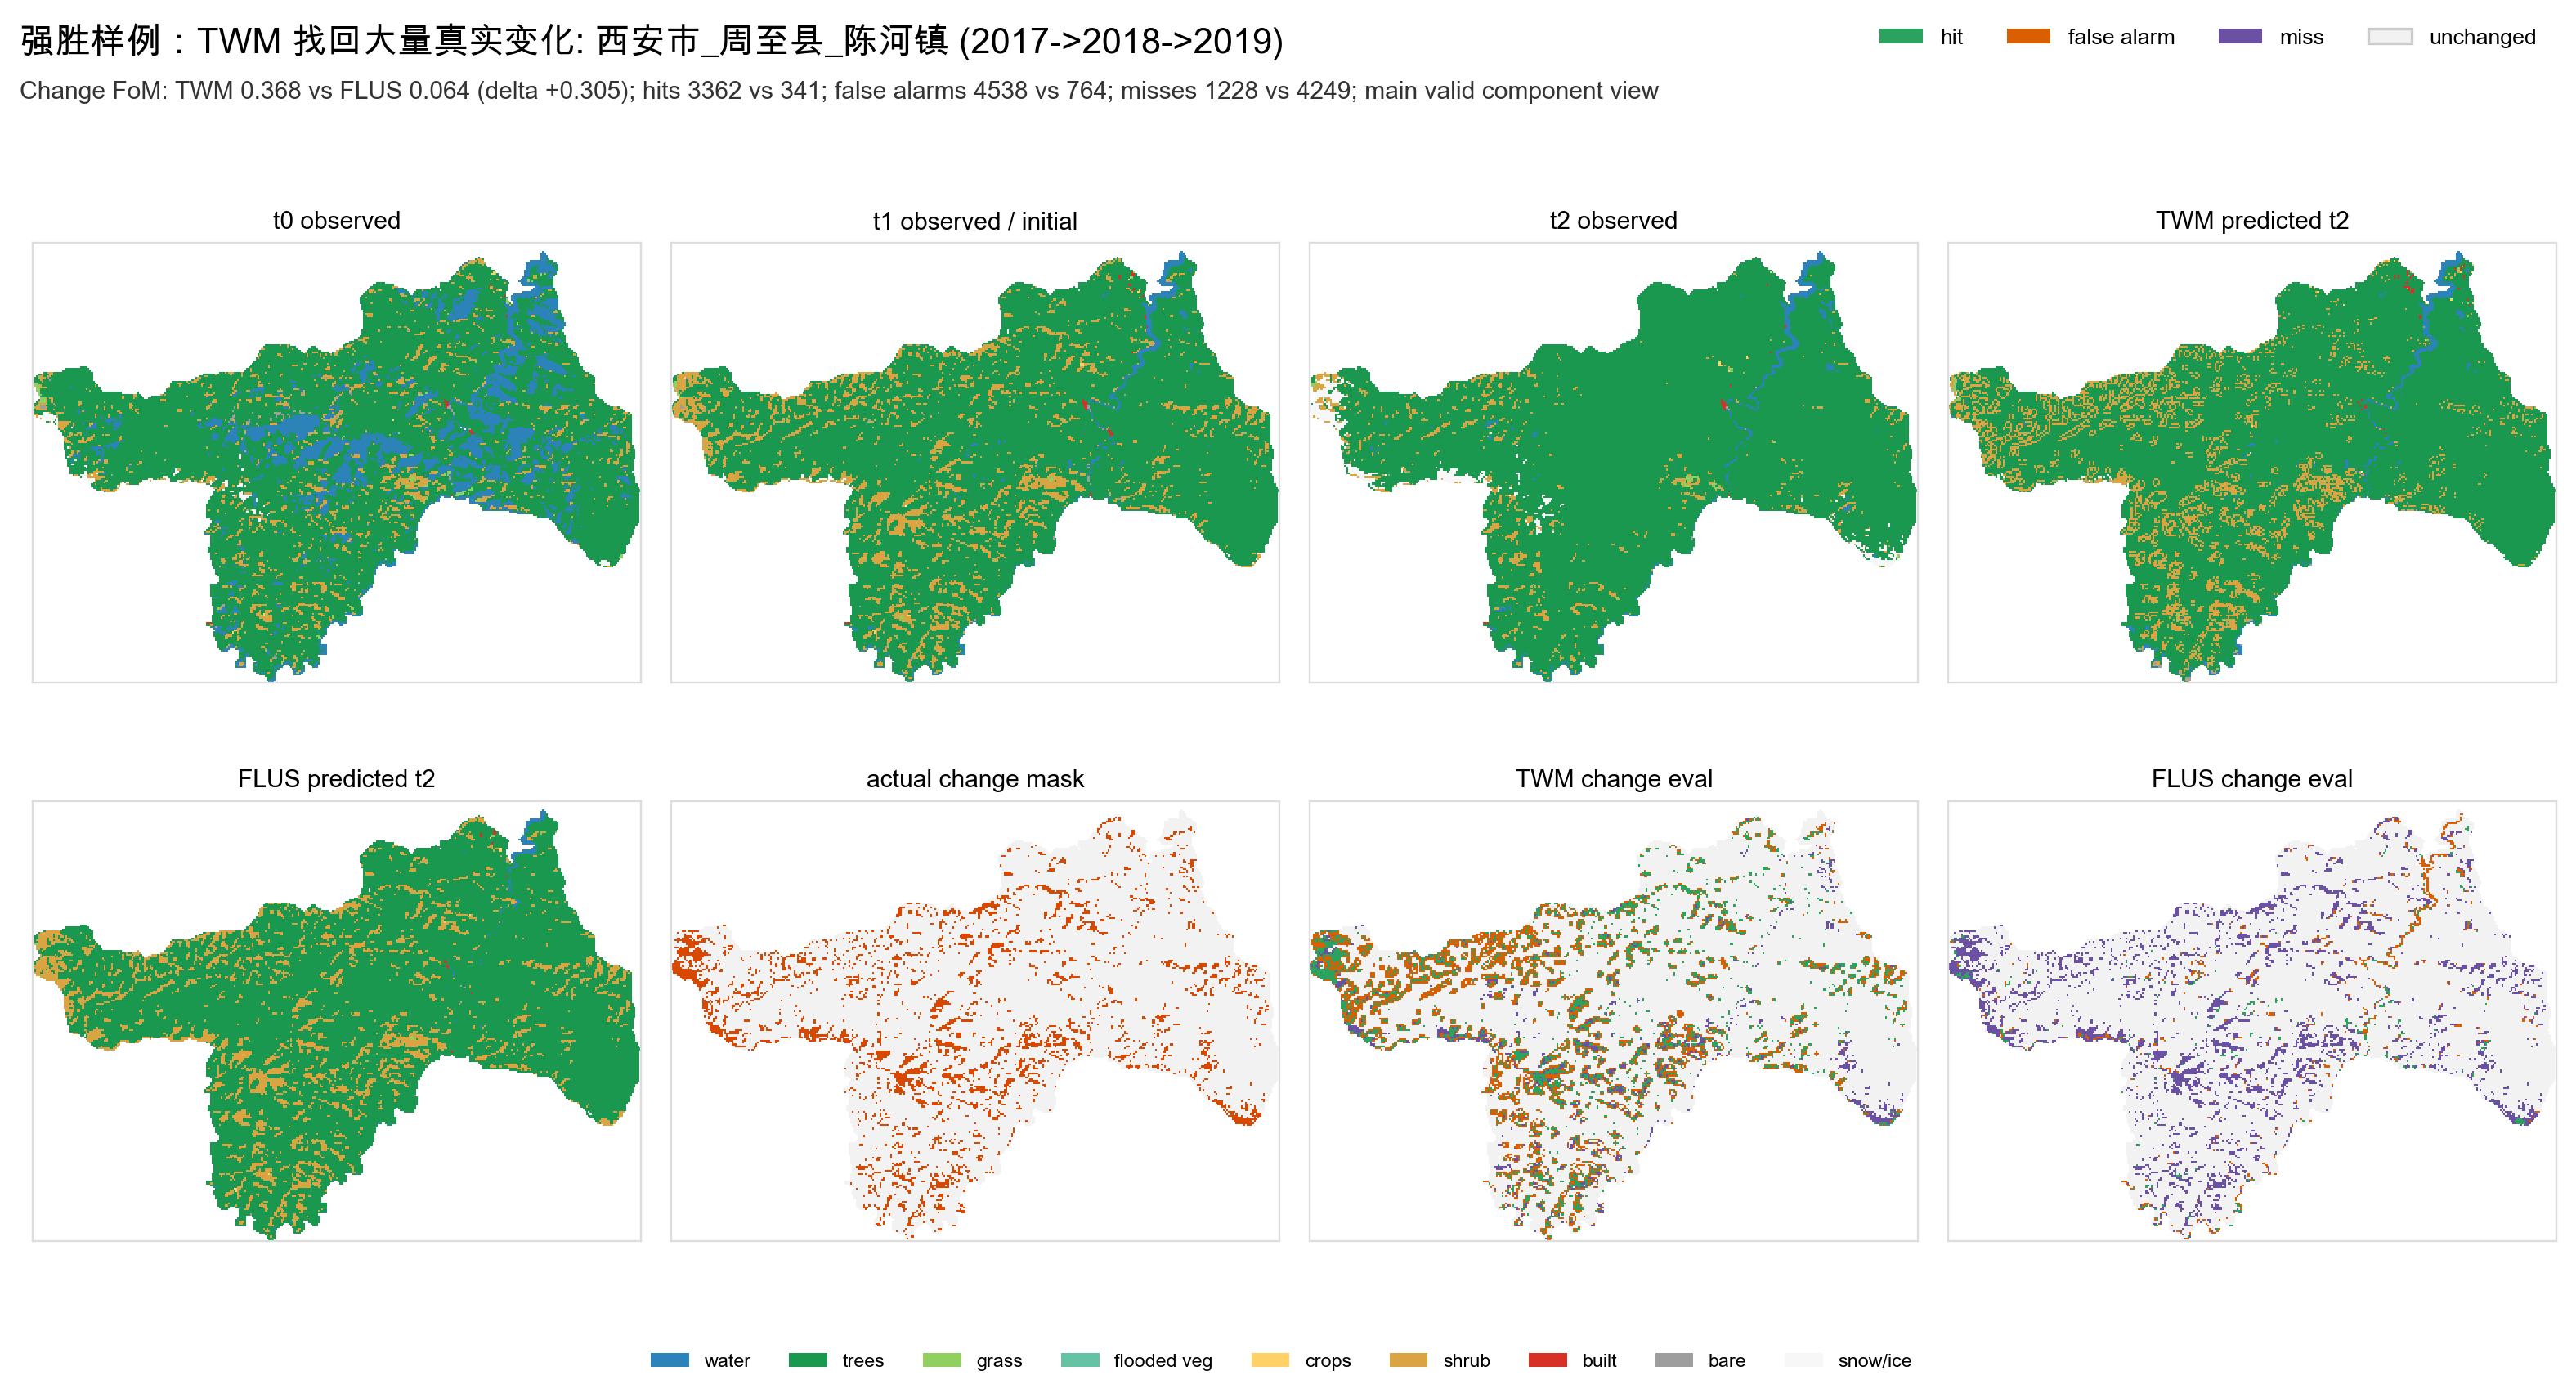 强胜样例：TWM 找回大量真实变化: 西安市_周至县_陈河镇 (2017->2018->2019)
hit false alarm miss unchanged
Change FoM: TWM 0.368 vs FLUS 0.064 (delta +0.305); hits 3362 vs 341; false alarms 4538 vs 764; misses 1228 vs 4249; main valid component view
t0 observed
t1 observed / initial
t2 observed
TWM predicted t2
FLUS predicted t2
actual change mask
TWM change eval
FLUS change eval
water trees grass flooded veg crops shrub built bare snow/ice